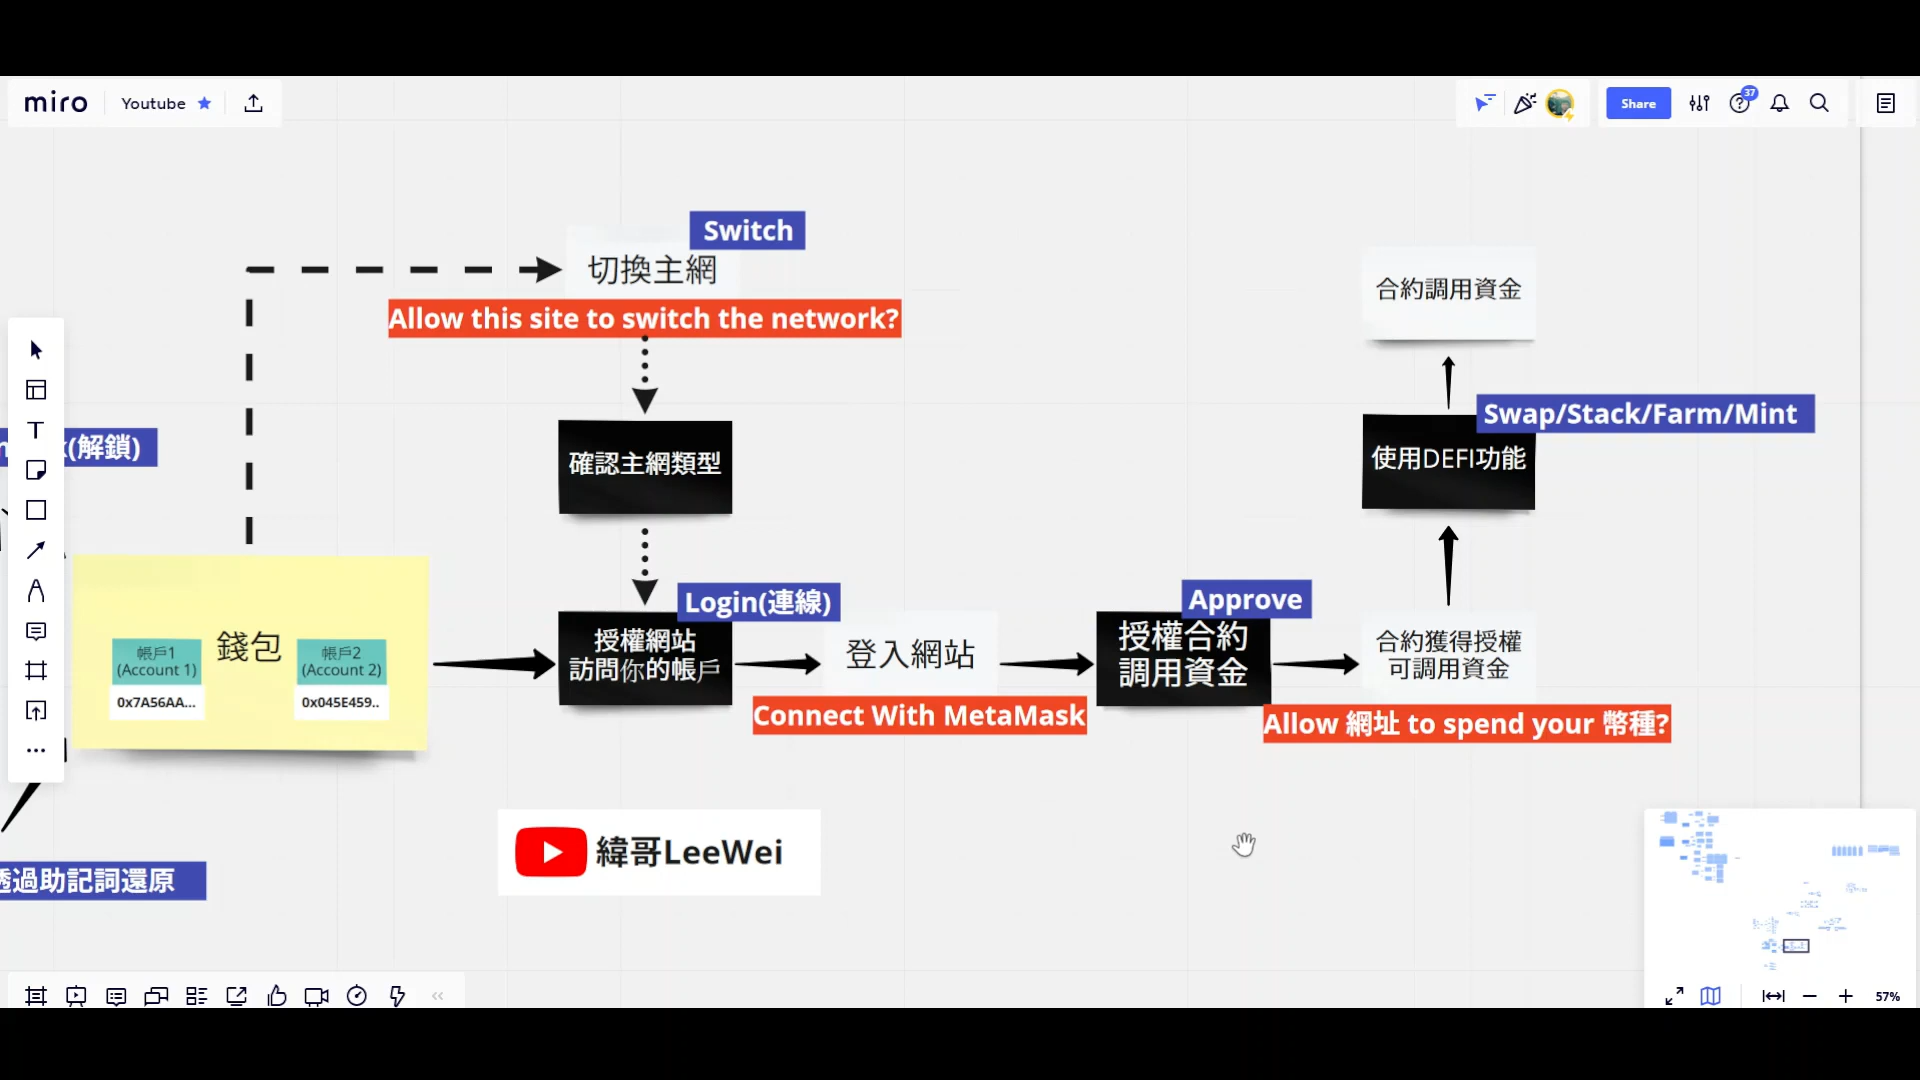 miro
Youtube
Share
37
Switch
切換主網
Allow this site to switch the network?
合約調用資金
Swap/Stack/Farm/Mint
使用DEFI功能
(解鎖)
確認主網類型
Login(連線)
授權網站
訪問你的帳戶
登入網站
Connect With MetaMask
Approve
授權合約
調用資金
合約獲得授權
可調用資金
Allow 網址 to spend your 幣種?
錢包
帳戶1
(Account 1)
0x7A56AA...
帳戶2
(Account 2)
0x045E459..
緯哥LeeWei
透過助記詞還原
57%